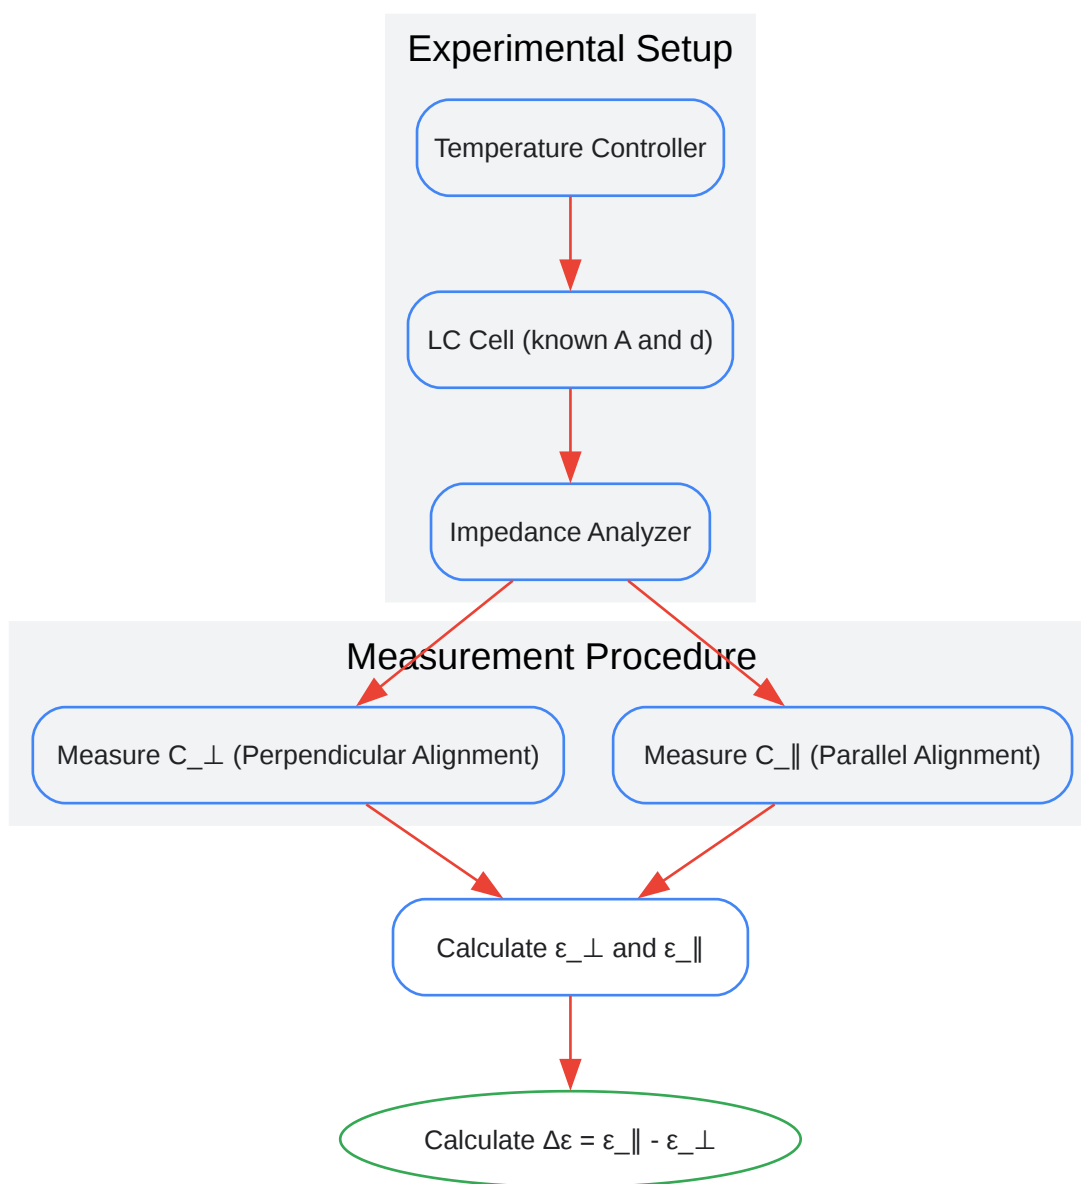 Experimental Setup
Temperature Controller
LC Cell (known A and d)
Impedance Analyzer
Measurement Procedure
Measure C_⊥ (Perpendicular Alignment)
Measure C_∥ (Parallel Alignment)
Calculate ε_⊥ and ε_∥
Calculate Δε = ε_∥ - ε_⊥